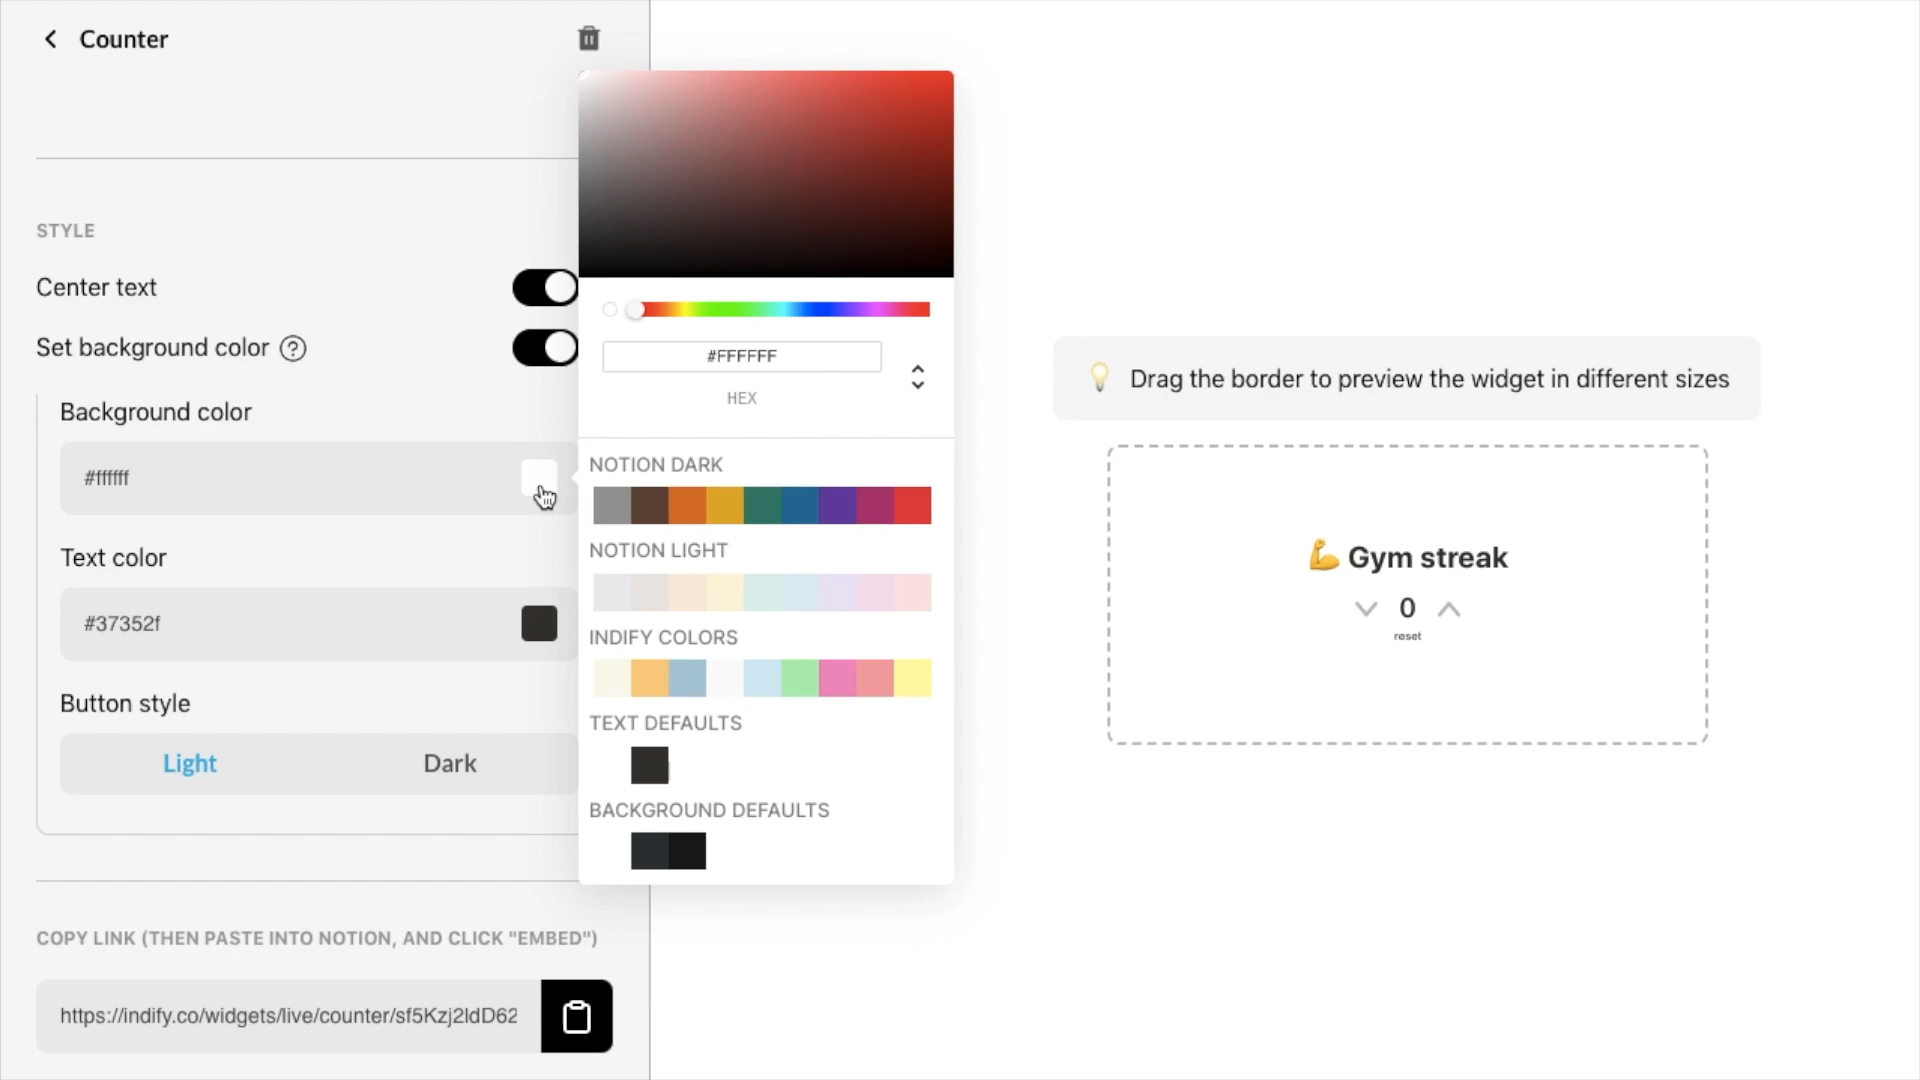 Counter
STYLE
Center text
Set background color ?
Background color
#ffffff
Text color
#37352f
Button style
Light Dark
COPY LINK (THEN PASTE INTO NOTION, AND CLICK "EMBED")
https://indify.co/widgets/live/counter/sf5Kzj2ldD62
#FFFFFF
HEX
NOTION DARK
NOTION LIGHT
INDIFY COLORS
TEXT DEFAULTS
BACKGROUND DEFAULTS
💡 Drag the border to preview the widget in different sizes
💪 Gym streak
0
reset